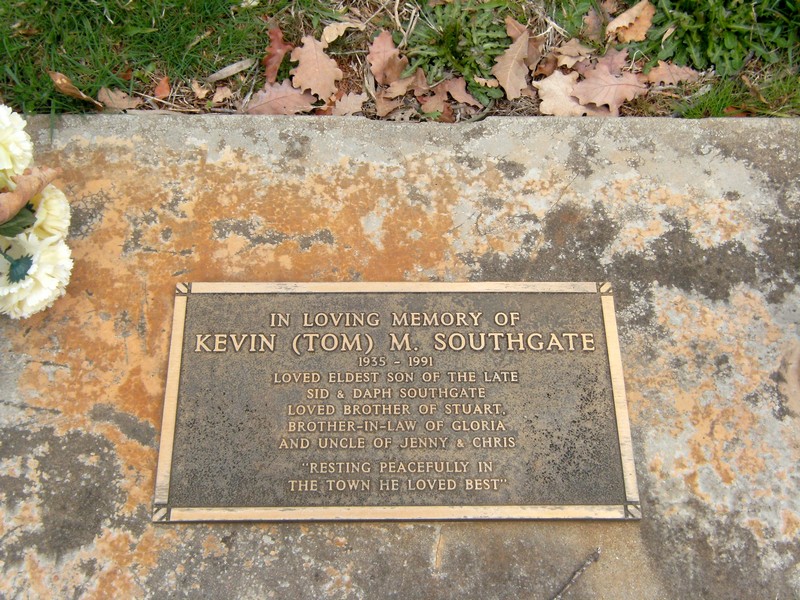 IN LOVING MEMORY OF
KEVIN (TOM) M. SOUTHGATE
1935 - 1991
LOVED ELDEST SON OF THE LATE
SID & DAPH SOUTHGATE
LOVED BROTHER OF STUART,
BROTHER-IN-LAW OF GLORIA
AND UNCLE OF JENNY & CHRIS
"RESTING PEACEFULLY IN
THE TOWN HE LOVED BEST"